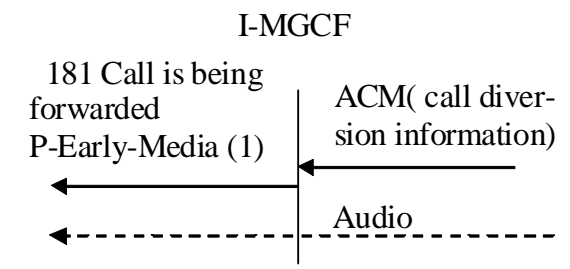 I-MGCF
181 Call is being
forwarded
P-Early-Media (1)
ACM( call diver-
sion information)
Audio